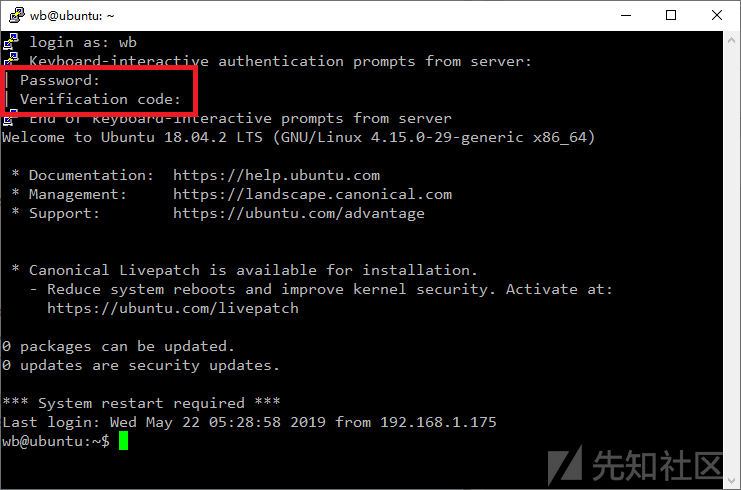 wb@ubuntu: ~
login as: wb
Keyboard-interactive authentication prompts from server:
| Password:
| Verification code:
End of keyboard-interactive prompts from server
Welcome to Ubuntu 18.04.2 LTS (GNU/Linux 4.15.0-29-generic x86_64)
* Documentation:  https://help.ubuntu.com
* Management:     https://landscape.canonical.com
* Support:        https://ubuntu.com/advantage
* Canonical Livepatch is available for installation.
- Reduce system reboots and improve kernel security. Activate at:
https://ubuntu.com/livepatch
0 packages can be updated.
0 updates are security updates.
*** System restart required ***
Last login: Wed May 22 05:28:58 2019 from 192.168.1.175
wb@ubuntu:~$
先知社区